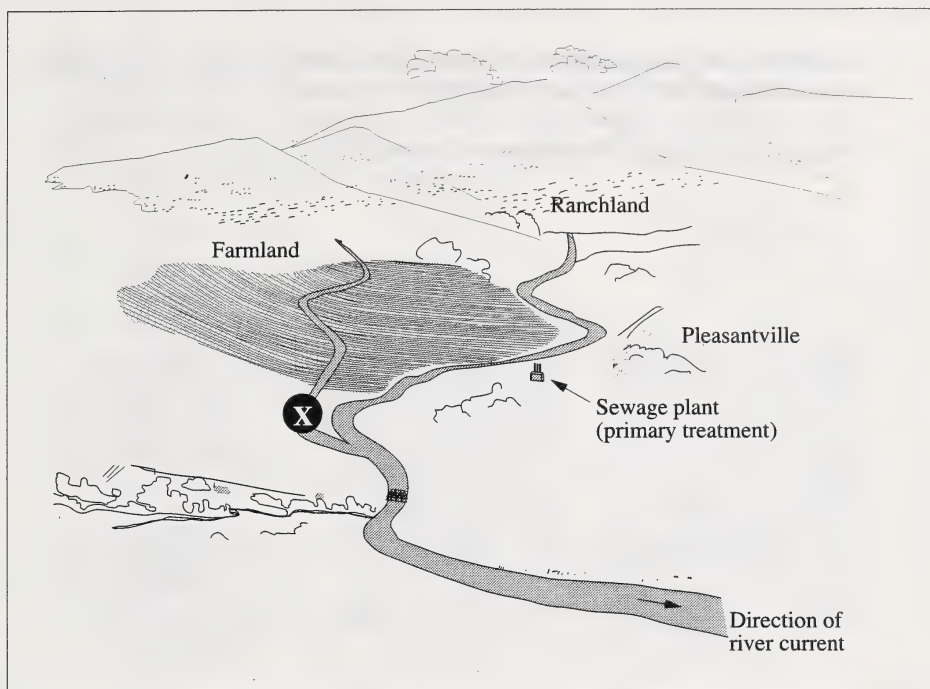 Ranchland
Farmland
Pleasantville
Sewage plant
(primary treatment)
X
Direction of
river current